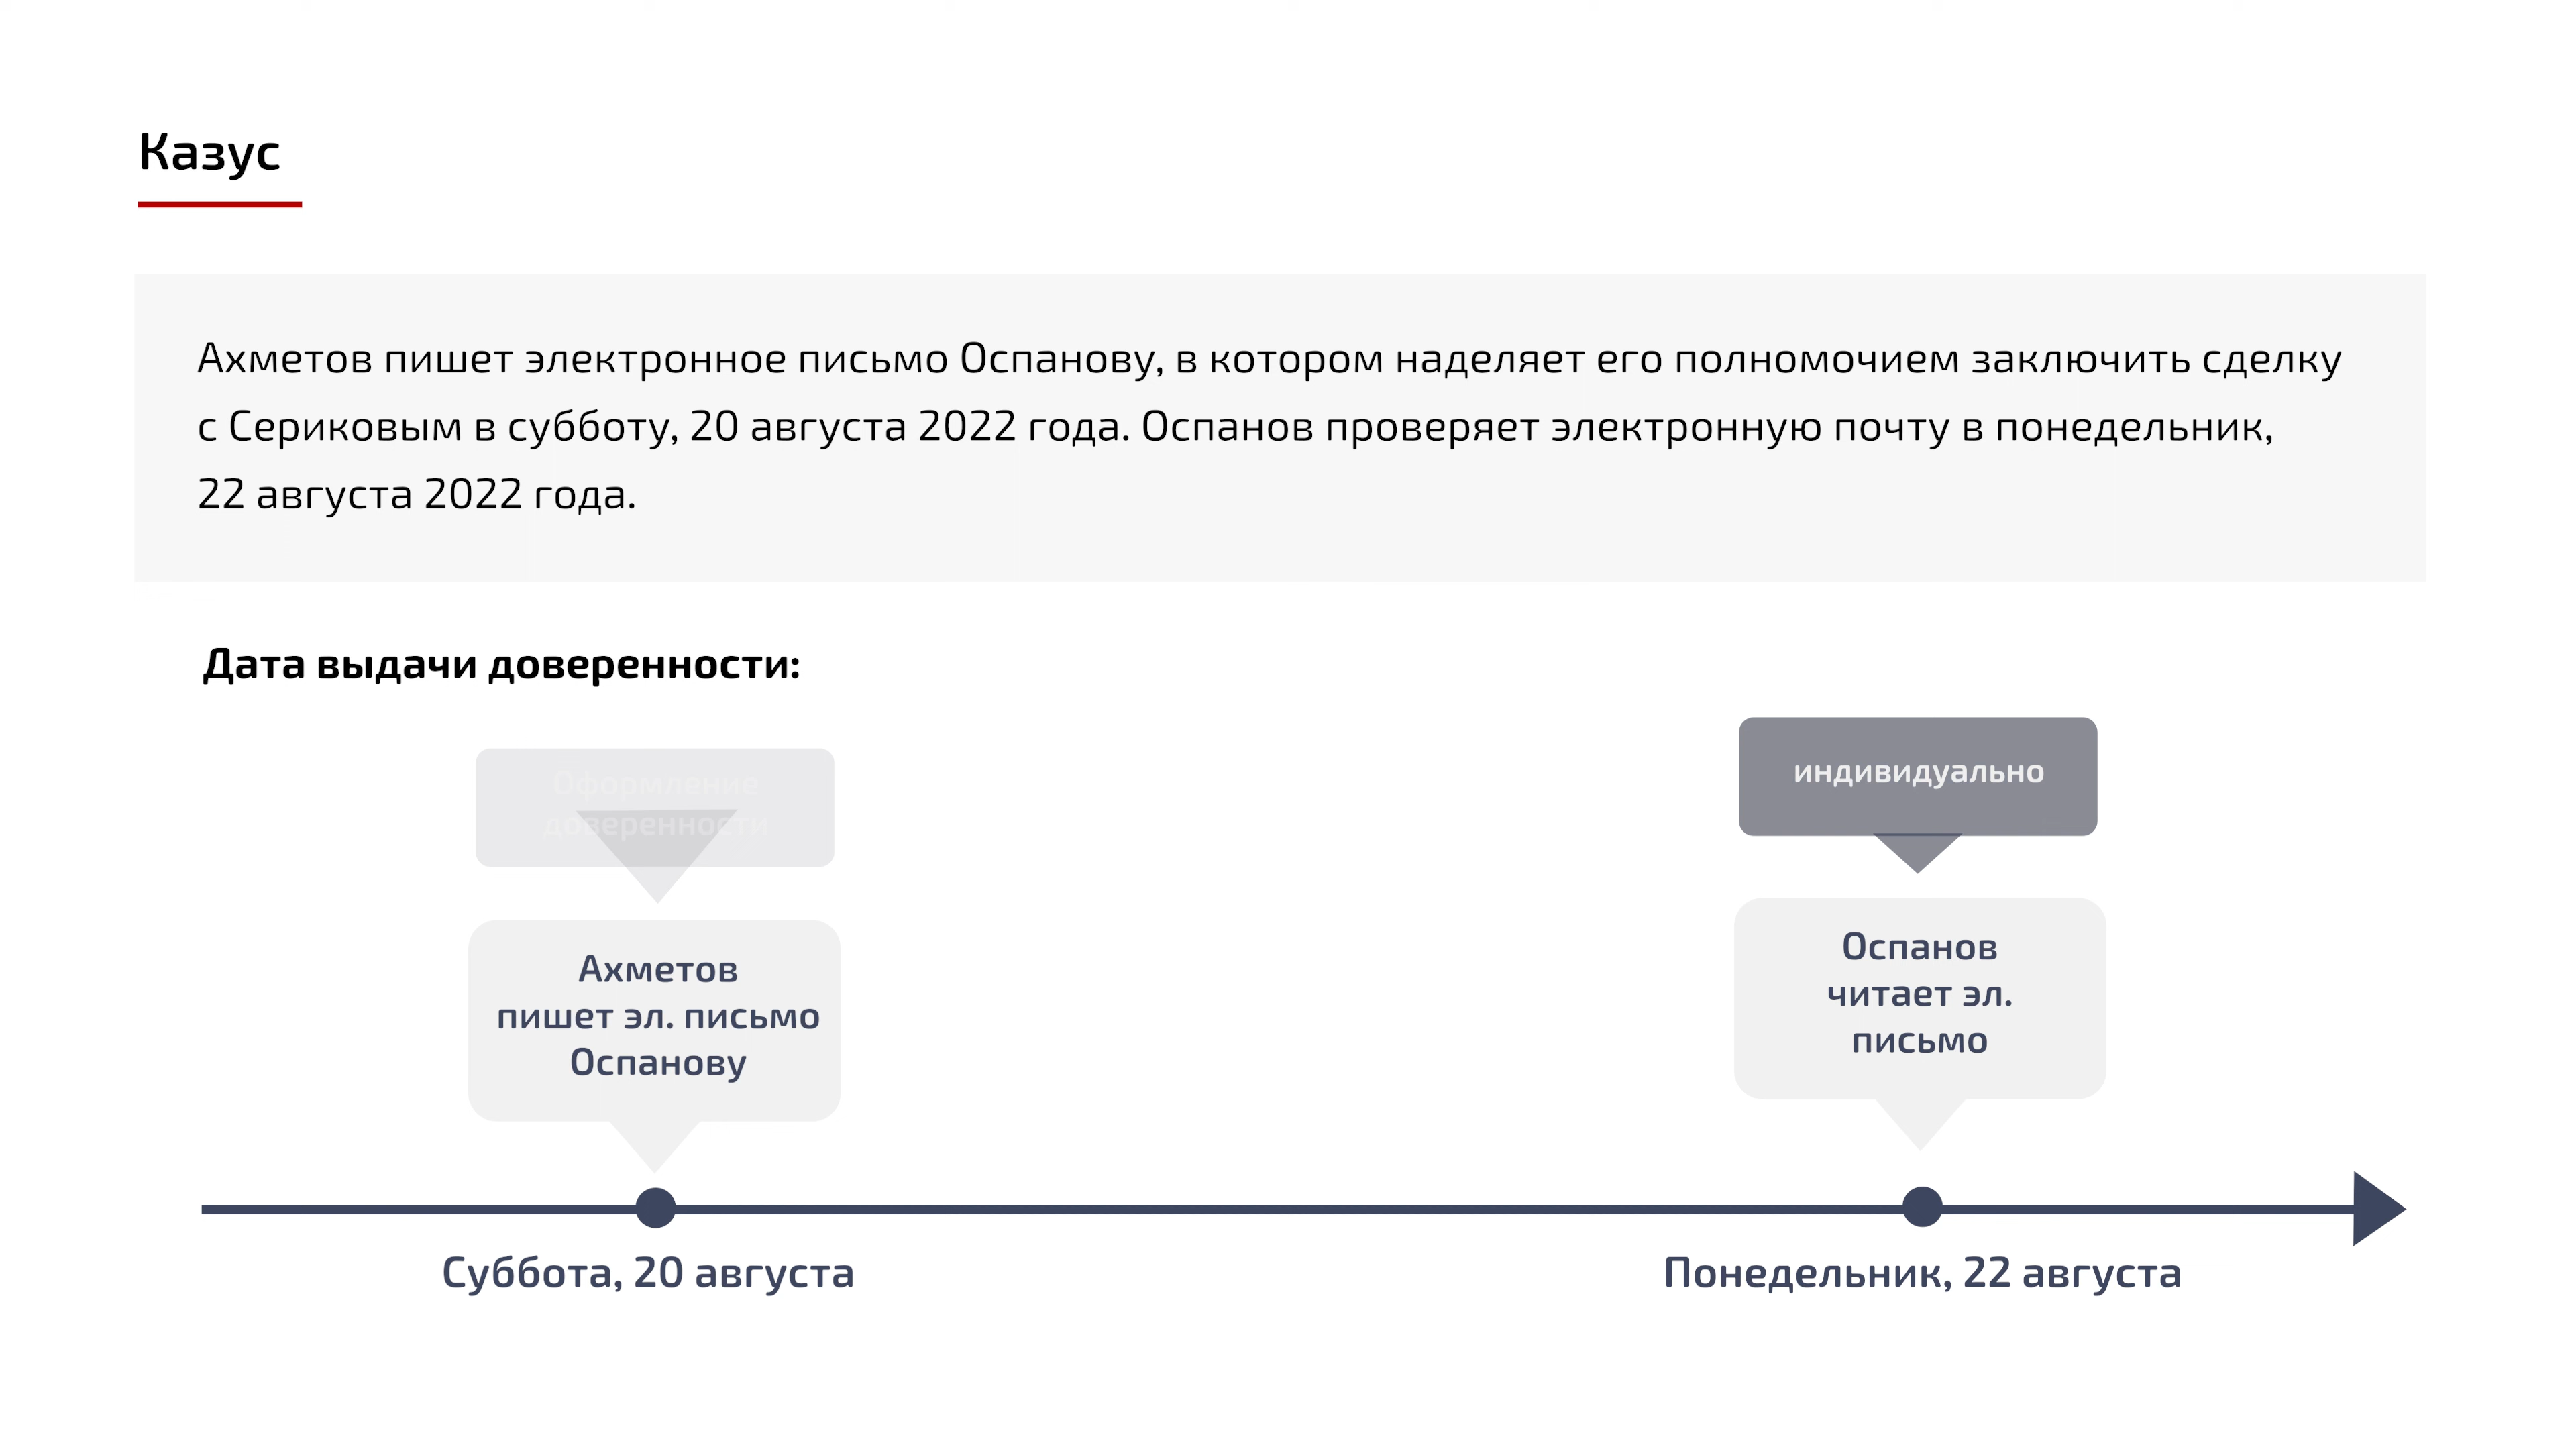 Казус
Ахметов пишет электронное письмо Оспанову, в котором наделяет его полномочием заключить сделку
с Сериковым в субботу, 20 августа 2022 года. Оспанов проверяет электронную почту в понедельник,
22 августа 2022 года.
Дата выдачи доверенности:
Оформление
доверенности
индивидуально
Ахметов
пишет эл. письмо
Оспанову
Оспанов
читает эл.
письмо
Суббота, 20 августа
Понедельник, 22 августа